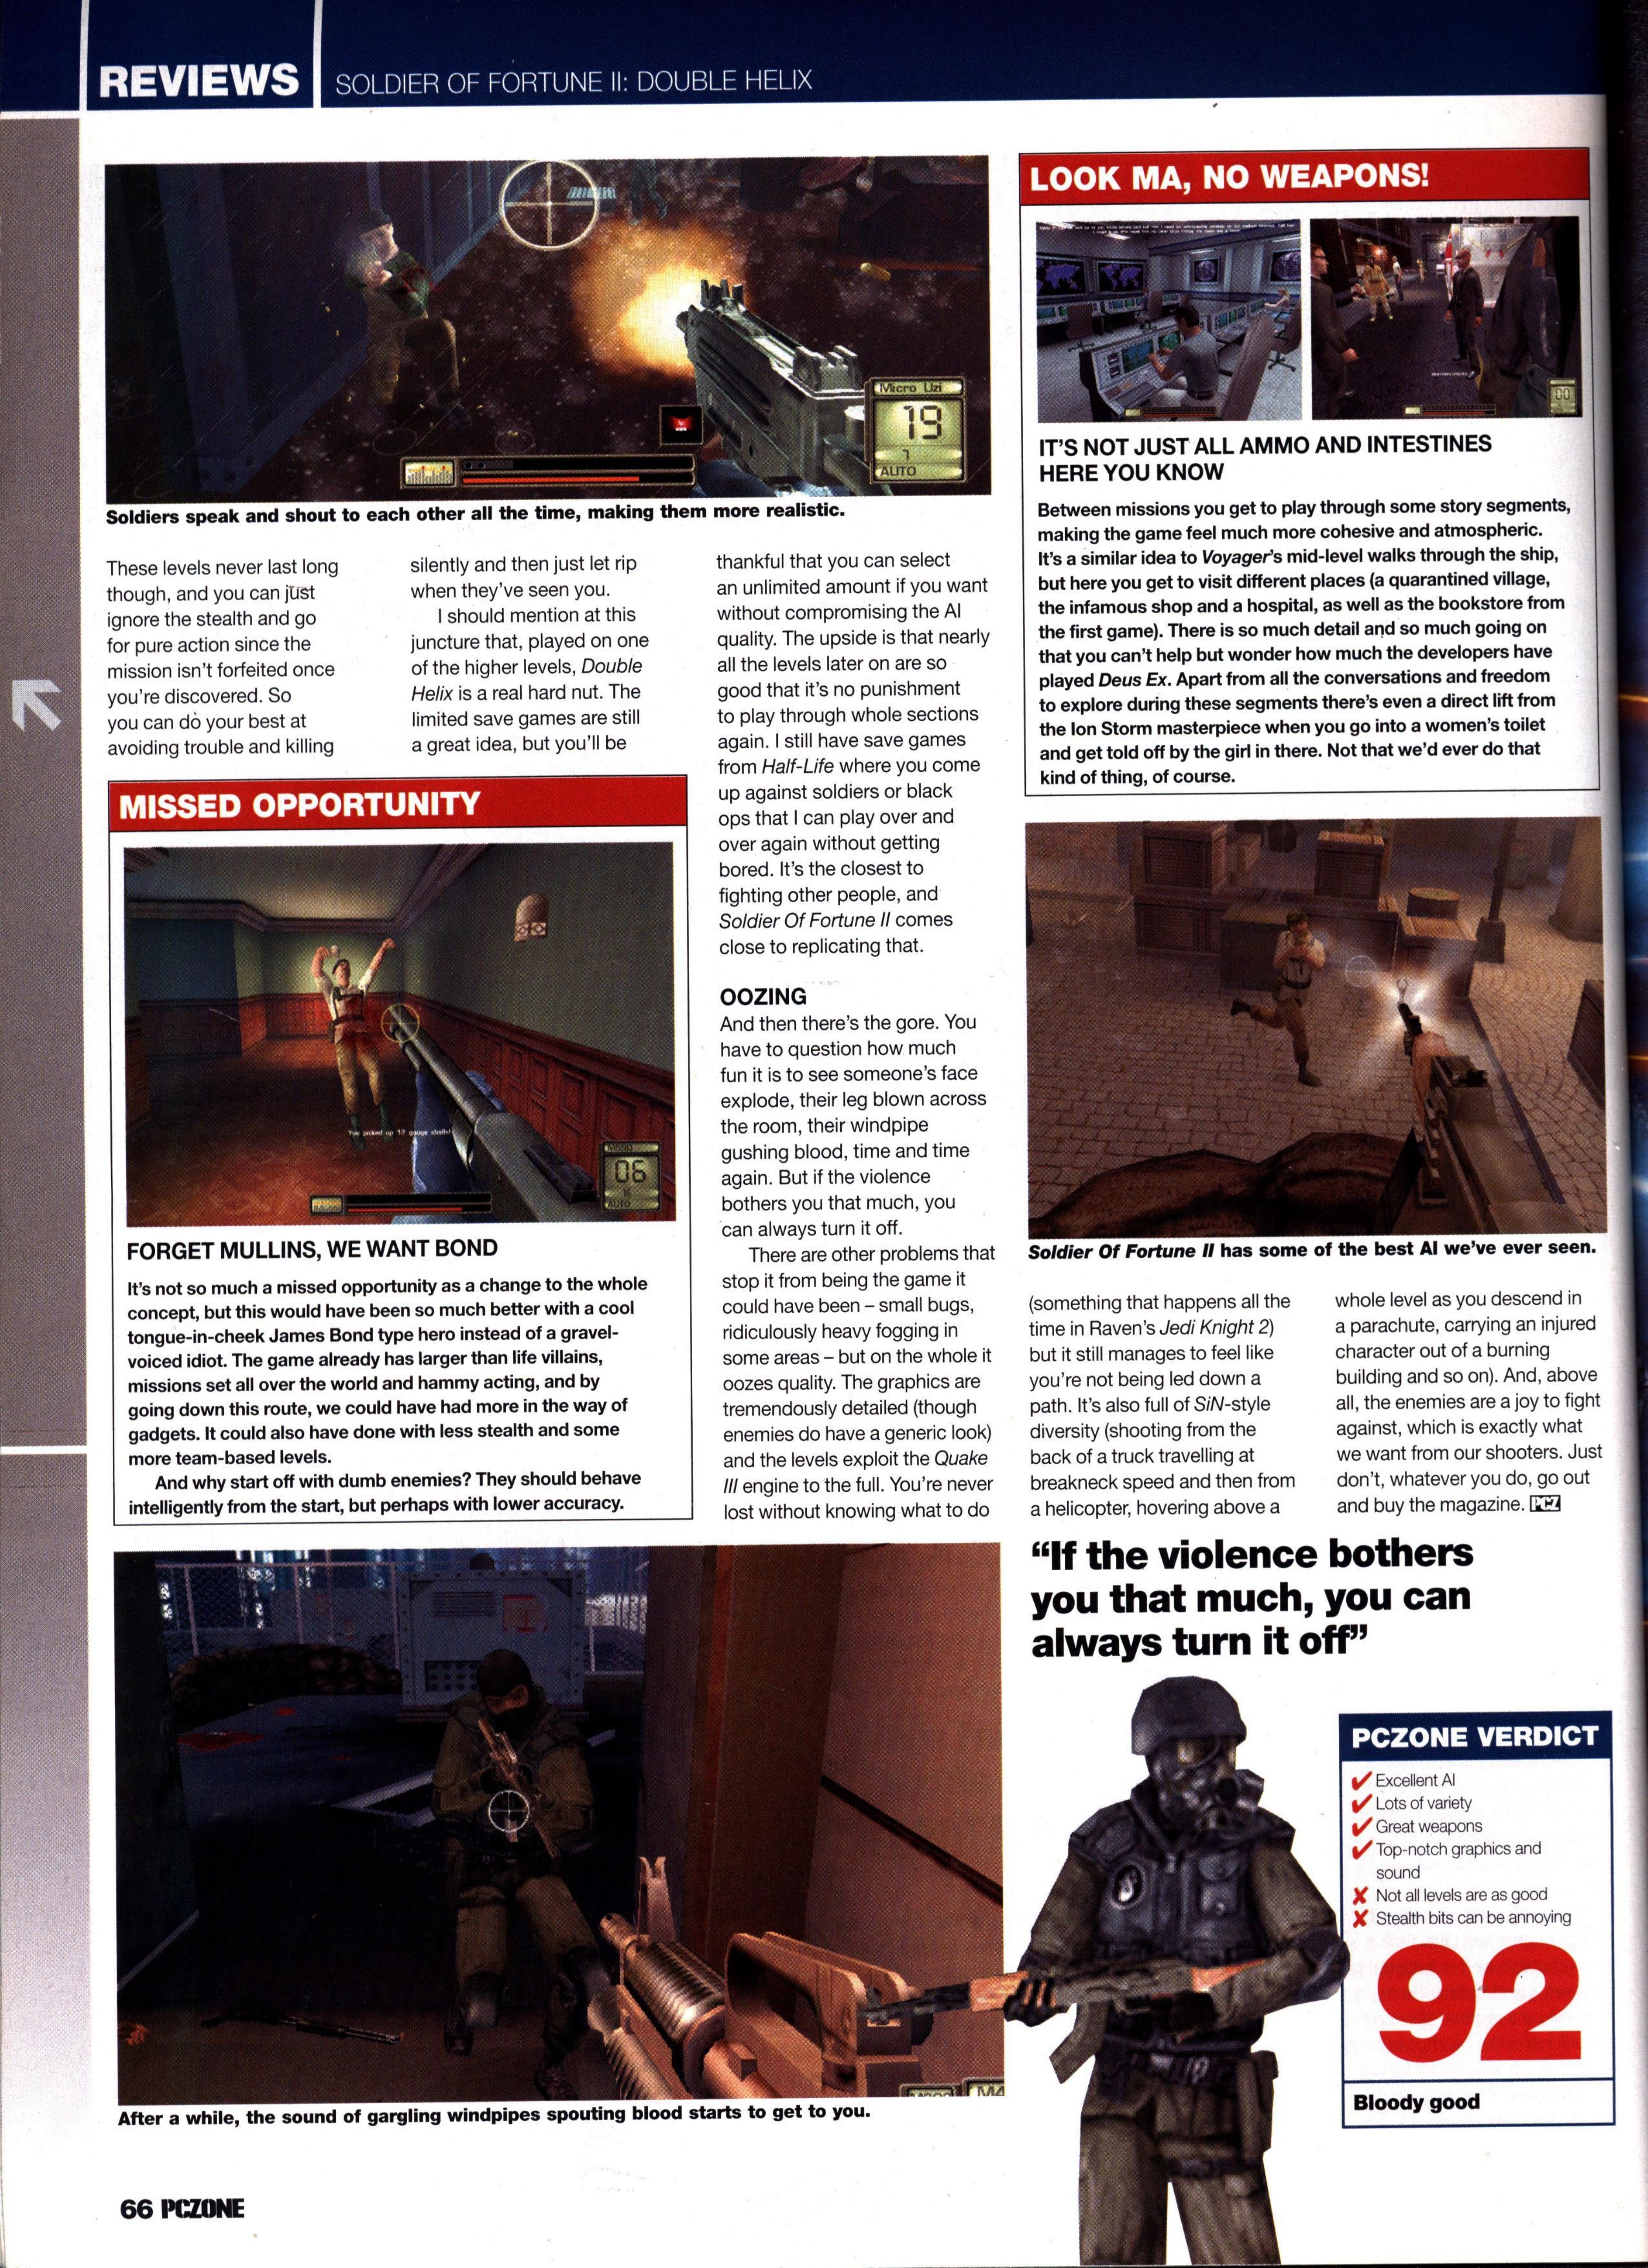 REVIEWS
SOLDIER OF FORTUNE II: DOUBLE HELIX
Micro Uzi
19
1
AUTO
Soldiers speak and shout to each other all the time, making them more realistic.
These levels never last long
though, and you can just
ignore the stealth and go
for pure action since the
mission isn't forfeited once
you're discovered. So
you can do your best at
avoiding trouble and killing
silently and then just let rip
when they've seen you.
I should mention at this
juncture that, played on one
of the higher levels, Double
Helix is a real hard nut. The
limited save games are still
a great idea, but you'll be
thankful that you can select
an unlimited amount if you want
without compromising the AI
quality. The upside is that nearly
all the levels later on are so
good that it's no punishment
to play through whole sections
again. I still have save games
from Half-Life where you come
up against soldiers or black
ops that I can play over and
over again without getting
bored. It's the closest to
fighting other people, and
Soldier Of Fortune II comes
close to replicating that.
OOZING
And then there's the gore. You
have to question how much
fun it is to see someone's face
explode, their leg blown across
the room, their windpipe
gushing blood, time and time
again. But if the violence
bothers you that much, you
can always turn it off.
There are other problems that
stop it from being the game it
could have been – small bugs,
ridiculously heavy fogging in
some areas – but on the whole it
oozes quality. The graphics are
tremendously detailed (though
enemies do have a generic look)
and the levels exploit the Quake
III engine to the full. You're never
lost without knowing what to do
(something that happens all the
time in Raven's Jedi Knight 2)
but it still manages to feel like
you're not being led down a
path. It's also full of SiN-style
diversity (shooting from the
back of a truck travelling at
breakneck speed and then from
a helicopter, hovering above a
whole level as you descend in
a parachute, carrying an injured
character out of a burning
building and so on). And, above
all, the enemies are a joy to fight
against, which is exactly what
we want from our shooters. Just
don't, whatever you do, go out
and buy the magazine. PCZ
MISSED OPPORTUNITY
You picked up 12 gauge shells!
06
AUTO
FORGET MULLINS, WE WANT BOND
It's not so much a missed opportunity as a change to the whole
concept, but this would have been so much better with a cool
tongue-in-cheek James Bond type hero instead of a gravel-
voiced idiot. The game already has larger than life villains,
missions set all over the world and hammy acting, and by
going down this route, we could have had more in the way of
gadgets. It could also have done with less stealth and some
more team-based levels.
And why start off with dumb enemies? They should behave
intelligently from the start, but perhaps with lower accuracy.
LOOK MA, NO WEAPONS!
00
IT'S NOT JUST ALL AMMO AND INTESTINES
HERE YOU KNOW
Between missions you get to play through some story segments,
making the game feel much more cohesive and atmospheric.
It's a similar idea to Voyager's mid-level walks through the ship,
but here you get to visit different places (a quarantined village,
the infamous shop and a hospital, as well as the bookstore from
the first game). There is so much detail and so much going on
that you can't help but wonder how much the developers have
played Deus Ex. Apart from all the conversations and freedom
to explore during these segments there's even a direct lift from
the Ion Storm masterpiece when you go into a women's toilet
and get told off by the girl in there. Not that we'd ever do that
kind of thing, of course.
Soldier Of Fortune II has some of the best AI we've ever seen.
"If the violence bothers
you that much, you can
always turn it off"
M4
After a while, the sound of gargling windpipes spouting blood starts to get to you.
PCZONE VERDICT
✔ Excellent AI
✔ Lots of variety
✔ Great weapons
✔ Top-notch graphics and
sound
✘ Not all levels are as good
✘ Stealth bits can be annoying
92
Bloody good
66 PCZONE